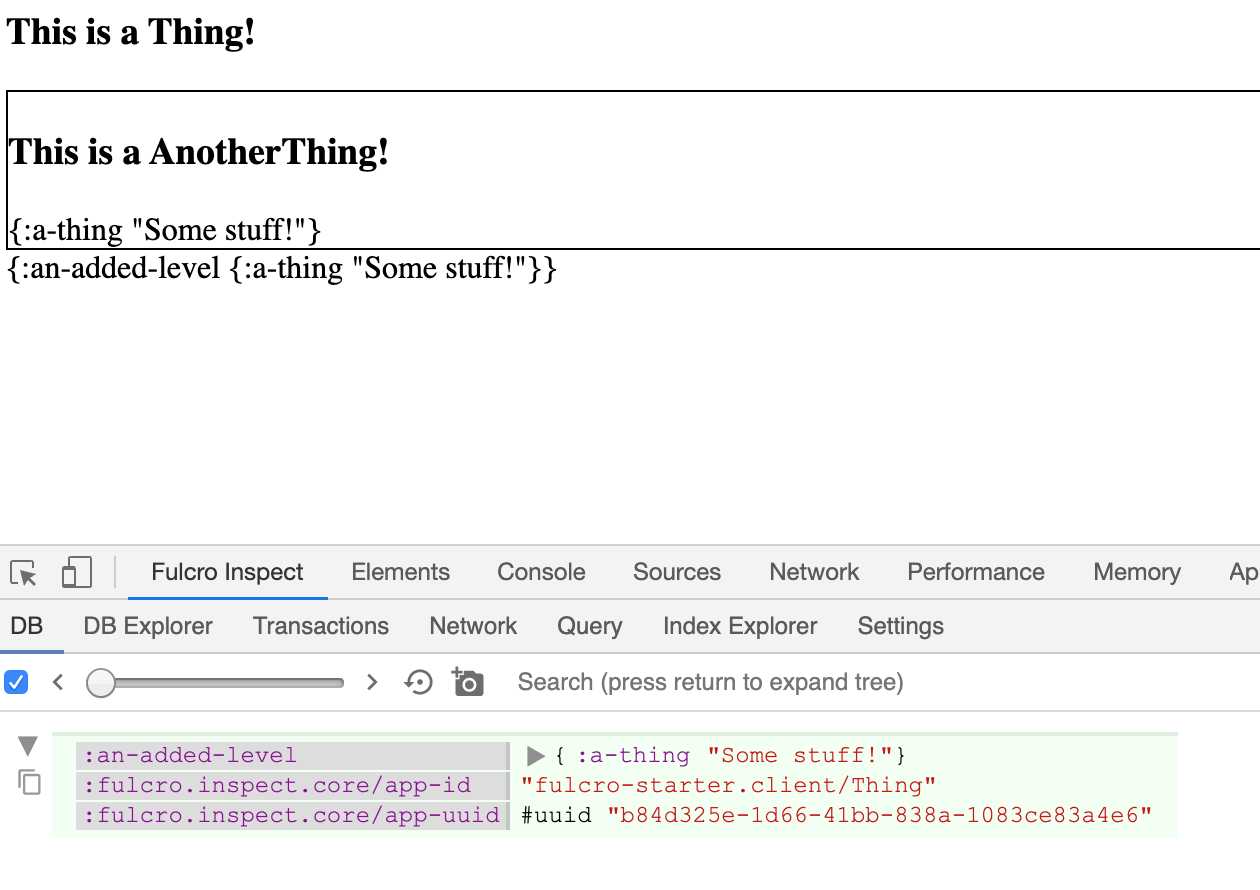 This is a Thing!
This is a AnotherThing!
{:a-thing "Some stuff!"}
{:an-added-level {:a-thing "Some stuff!"}}
Fulcro Inspect Elements Console Sources Network Performance Memory Ap
DB DB Explorer Transactions Network Query Index Explorer Settings
Search (press return to expand tree)
:an-added-level { :a-thing "Some stuff!"}
:fulcro.inspect.core/app-id "fulcro-starter.client/Thing"
:fulcro.inspect.core/app-uuid #uuid "b84d325e-1d66-41bb-838a-1083ce83a4e6"